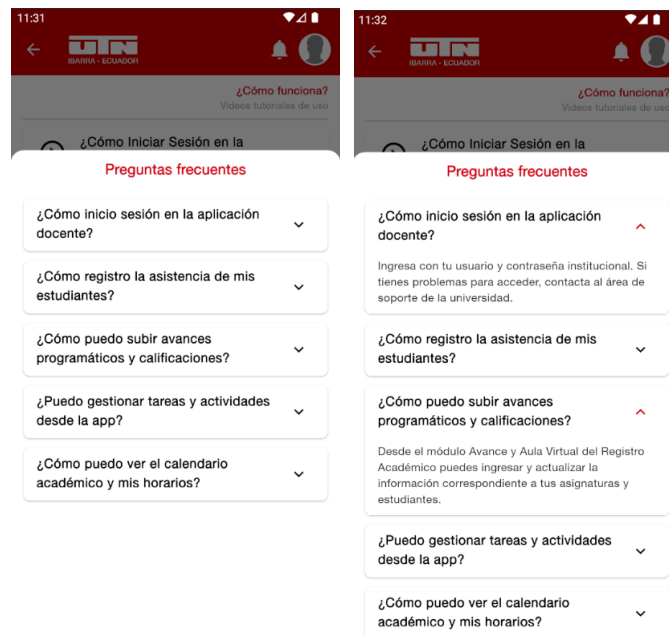 11:31
UTN
IBARRA - ECUADOR
¿Cómo funciona?
Videos tutoriales de uso
¿Cómo Iniciar Sesión en la
Preguntas frecuentes
¿Cómo inicio sesión en la aplicación
docente?
¿Cómo registro la asistencia de mis
estudiantes?
¿Cómo puedo subir avances
programáticos y calificaciones?
¿Puedo gestionar tareas y actividades
desde la app?
¿Cómo puedo ver el calendario
académico y mis horarios?
11:32
UTN
IBARRA - ECUADOR
¿Cómo funciona?
Videos tutoriales de uso
¿Cómo Iniciar Sesión en la
Preguntas frecuentes
¿Cómo inicio sesión en la aplicación
docente?
Ingresa con tu usuario y contraseña institucional. Si
tienes problemas para acceder, contacta al área de
soporte de la universidad.
¿Cómo registro la asistencia de mis
estudiantes?
¿Cómo puedo subir avances
programáticos y calificaciones?
Desde el módulo Avance y Aula Virtual del Registro
Académico puedes ingresar y actualizar la
información correspondiente a tus asignaturas y
estudiantes.
¿Puedo gestionar tareas y actividades
desde la app?
¿Cómo puedo ver el calendario
académico y mis horarios?